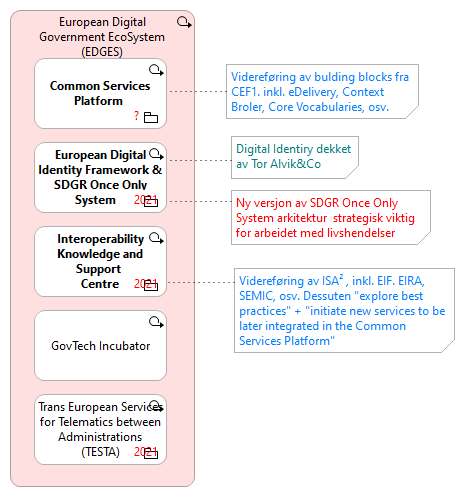 European Digital
Government EcoSystem
(EDGES)
Common Services
Platform
?
Videreføring av bulding blocks fra
CEF1. inkl. eDelivery, Context
Broler, Core Vocabularies, osv.
European Digital
Identity Framework &
SDGR Once Only
System
2021
Digital Identiy dekket
av Tor Alvik&Co
Ny versjon av SDGR Once Only
System arkitektur strategisk viktig
for arbeidet med livshendelser
Interoperability
Knowledge and
Support
Centre
2021
Videreføring av ISA², inkl. EIF. EIRA,
SEMIC, osv. Dessuten "explore best
practices" + "initiate new services to be
later integrated in the Common
Services Platform"
GovTech Incubator
Trans European Services
for Telematics between
Administrations
(TESTA)
2021